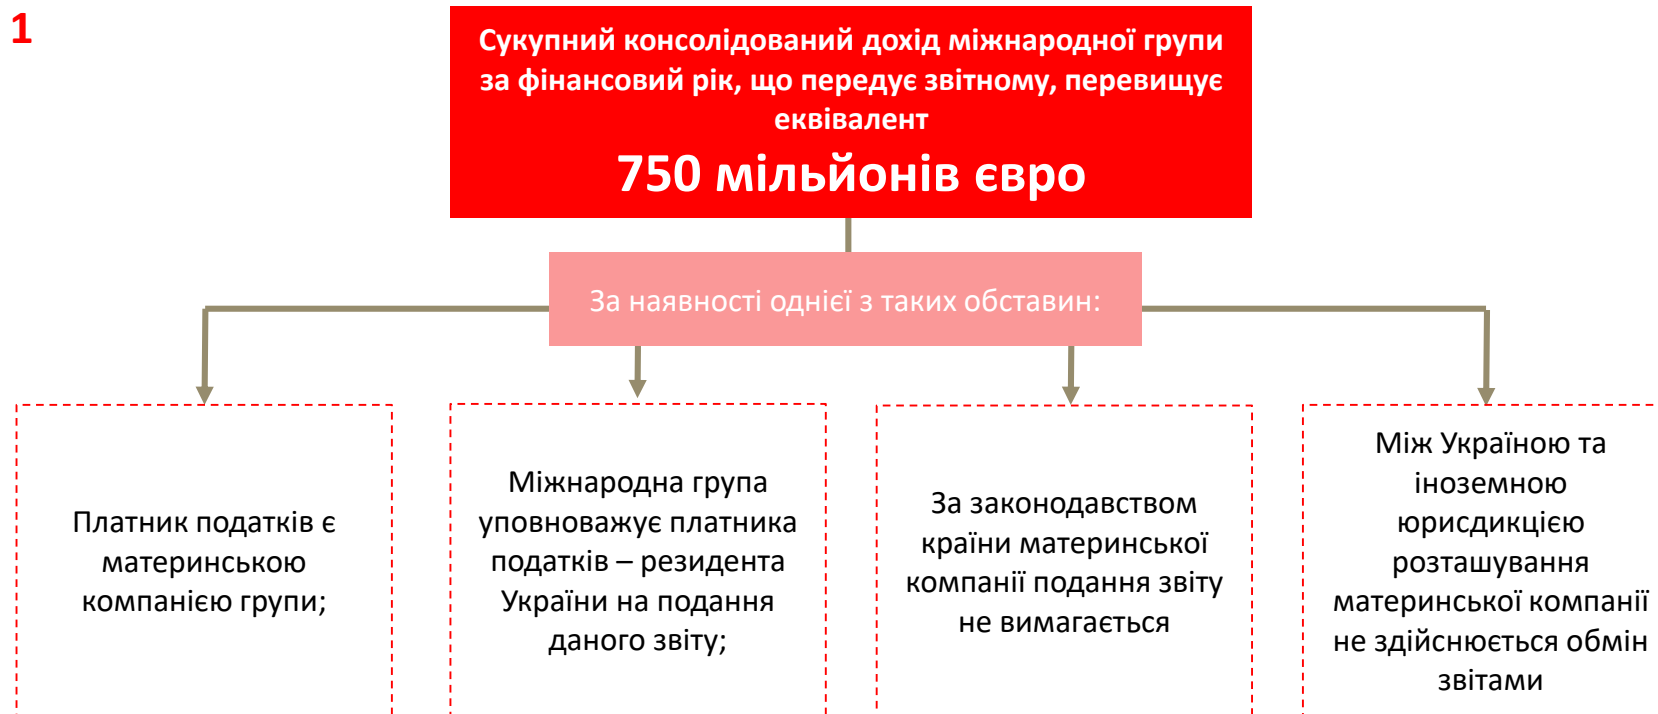 1
Сукупний консолідований дохід міжнародної групи
за фінансовий рік, що передує звітному, перевищує
еквівалент
750 мільйонів євро
За наявності однієї з таких обставин:
Платник податків є
материнською
компанією групи;
Міжнародна група
уповноважує платника
податків – резидента
України на подання
даного звіту;
За законодавством
країни материнської
компанії подання звіту
не вимагається
Між Україною та
іноземною
юрисдикцією
розташування
материнської компанії
не здійснюється обмін
звітами